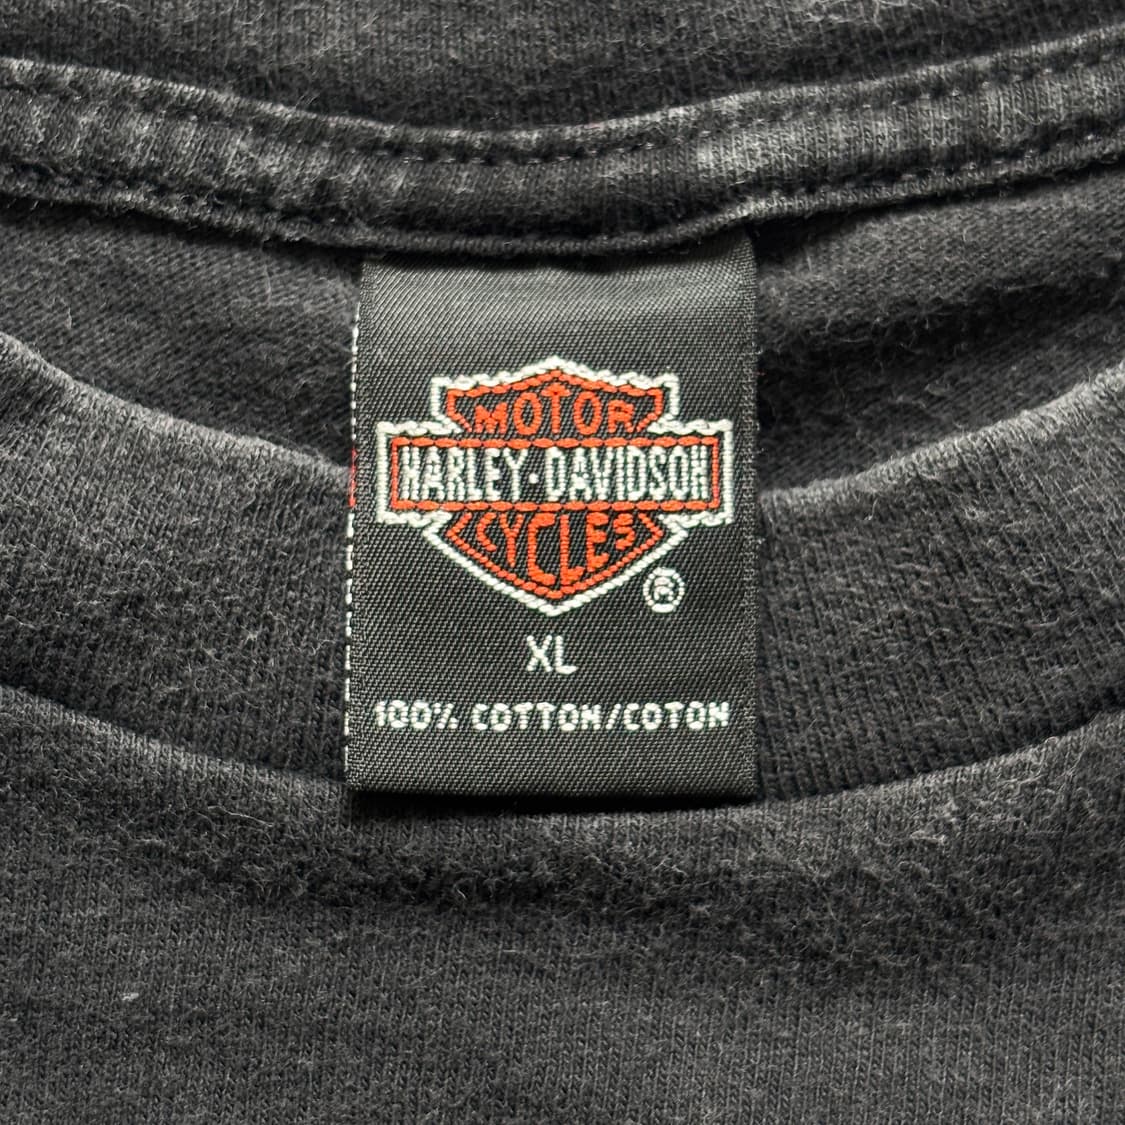 MOTOR
HARLEY-DAVIDSON
CYCLES
®
XL
100% COTTON/COTON